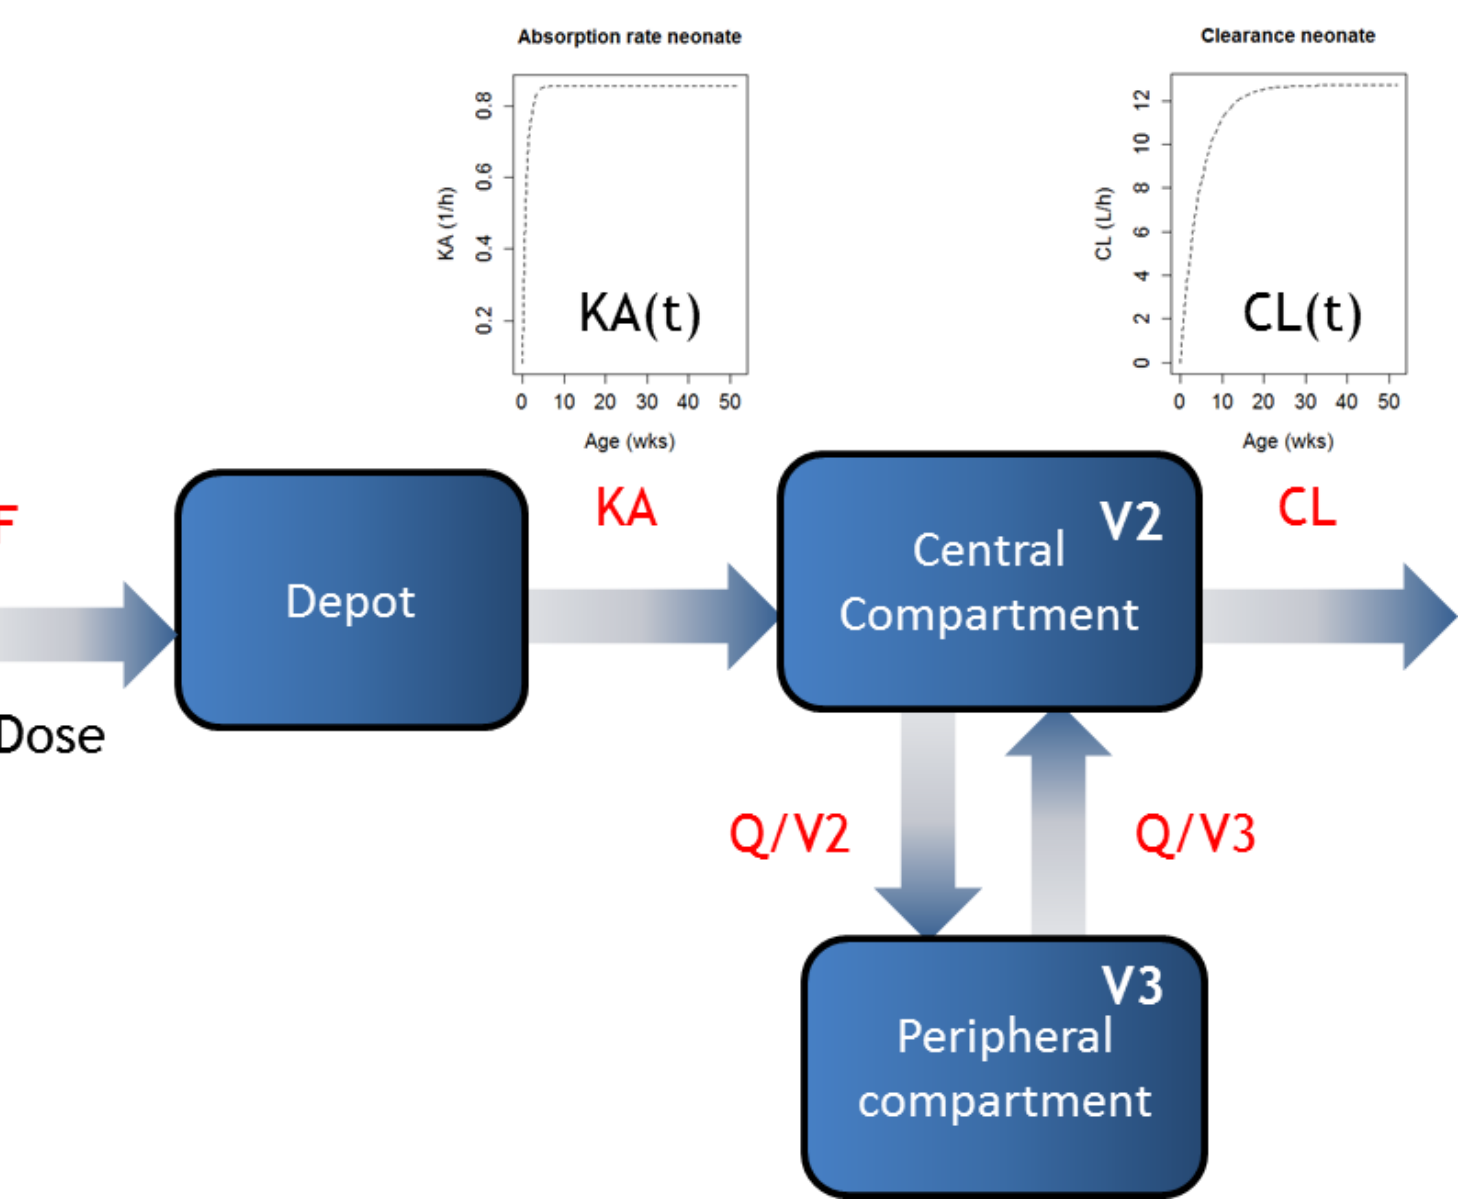 Absorption rate neonate
KA (1/h)
0.8
0.6
0.4
0.2
KA(t)
0 10 20 30 40 50
Age (wks)
Clearance neonate
CL (L/h)
12
10
8
6
4
2
0
CL(t)
0 10 20 30 40 50
Age (wks)
F
Dose
Depot
KA
V2
Central
Compartment
CL
Q/V2
Q/V3
V3
Peripheral
compartment